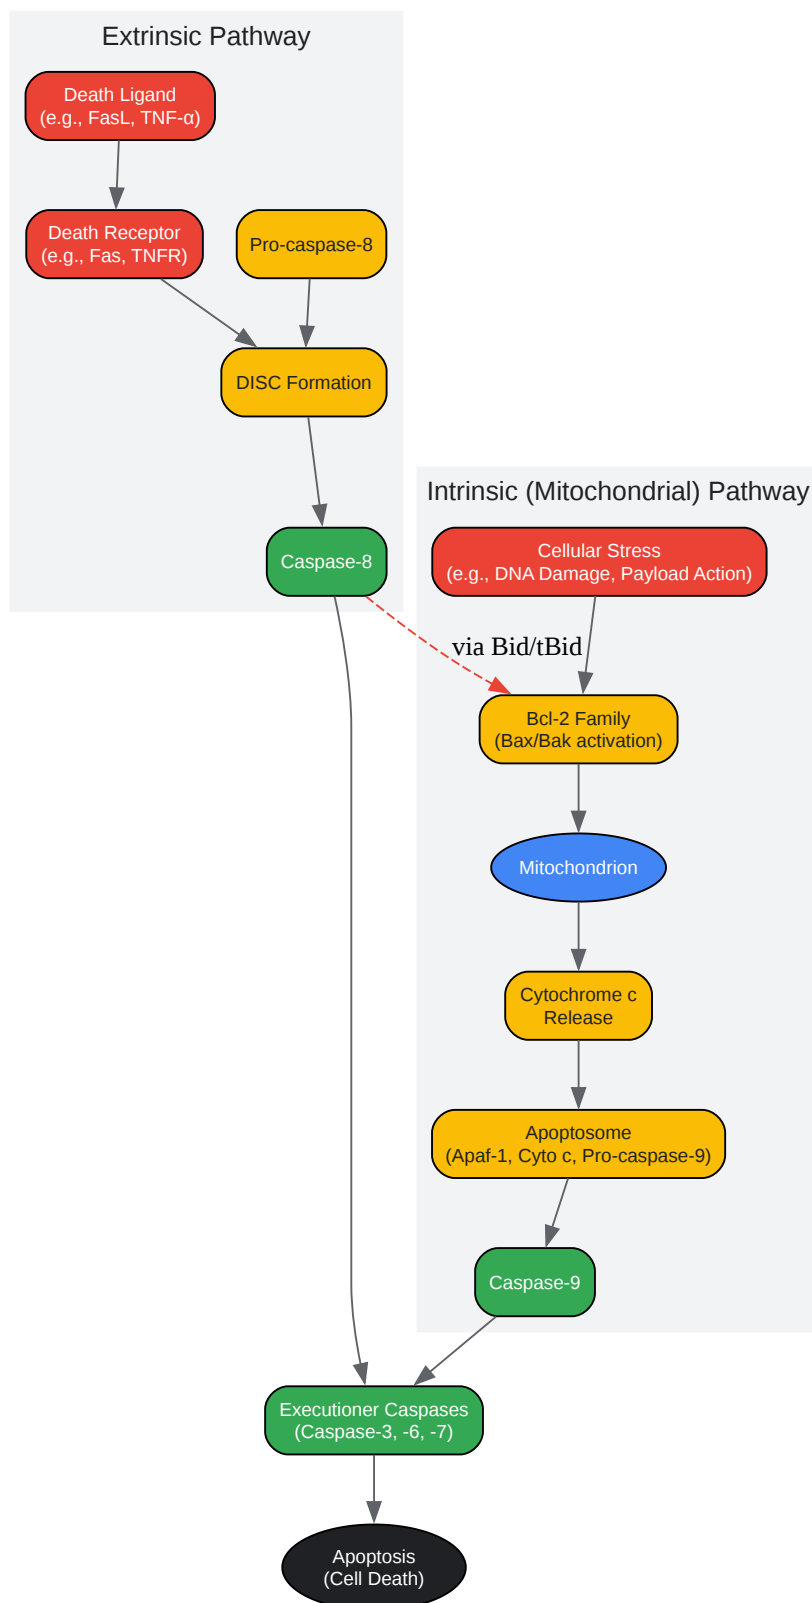 Extrinsic Pathway
Death Ligand
(e.g., FasL, TNF-α)
Death Receptor
(e.g., Fas, TNFR)
Pro-caspase-8
DISC Formation
Caspase-8
Intrinsic (Mitochondrial) Pathway
Cellular Stress
(e.g., DNA Damage, Payload Action)
via Bid/tBid
Bcl-2 Family
(Bax/Bak activation)
Mitochondrion
Cytochrome c
Release
Apoptosome
(Apaf-1, Cyto c, Pro-caspase-9)
Caspase-9
Executioner Caspases
(Caspase-3, -6, -7)
Apoptosis
(Cell Death)